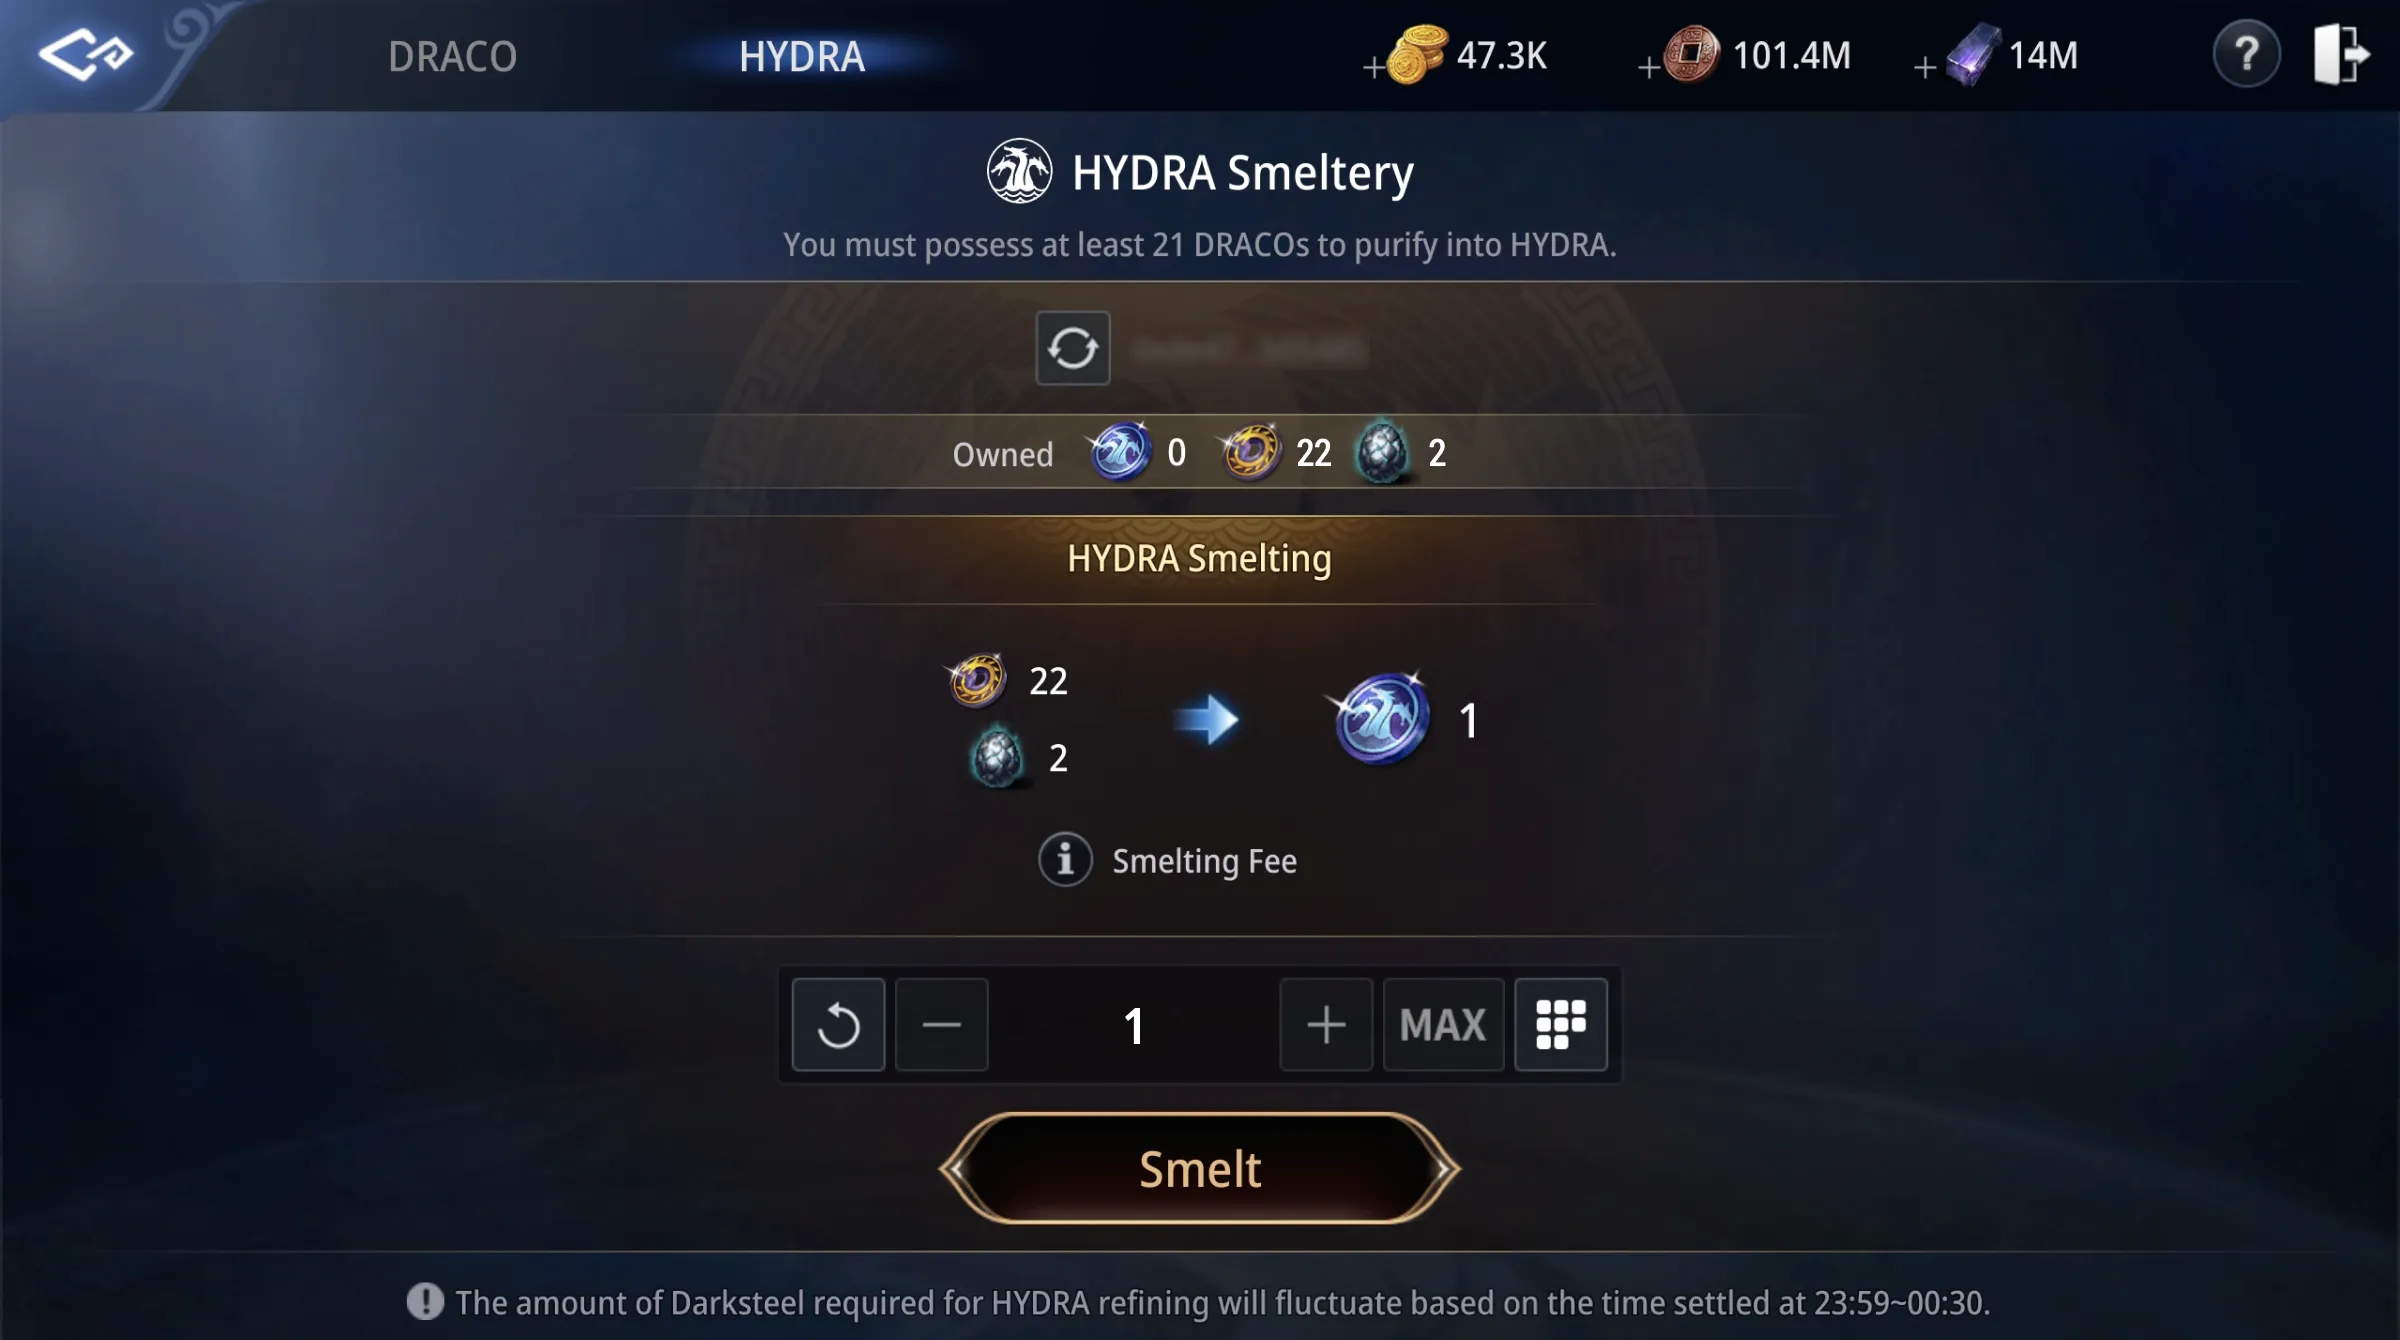 DRACO HYDRA +47.3K +101.4M +14M ?
HYDRA Smeltery
You must possess at least 21 DRACOs to purify into HYDRA.
Owned 0 22 2
HYDRA Smelting
22
2
1
i Smelting Fee
1 MAX
Smelt
! The amount of Darksteel required for HYDRA refining will fluctuate based on the time settled at 23:59~00:30.